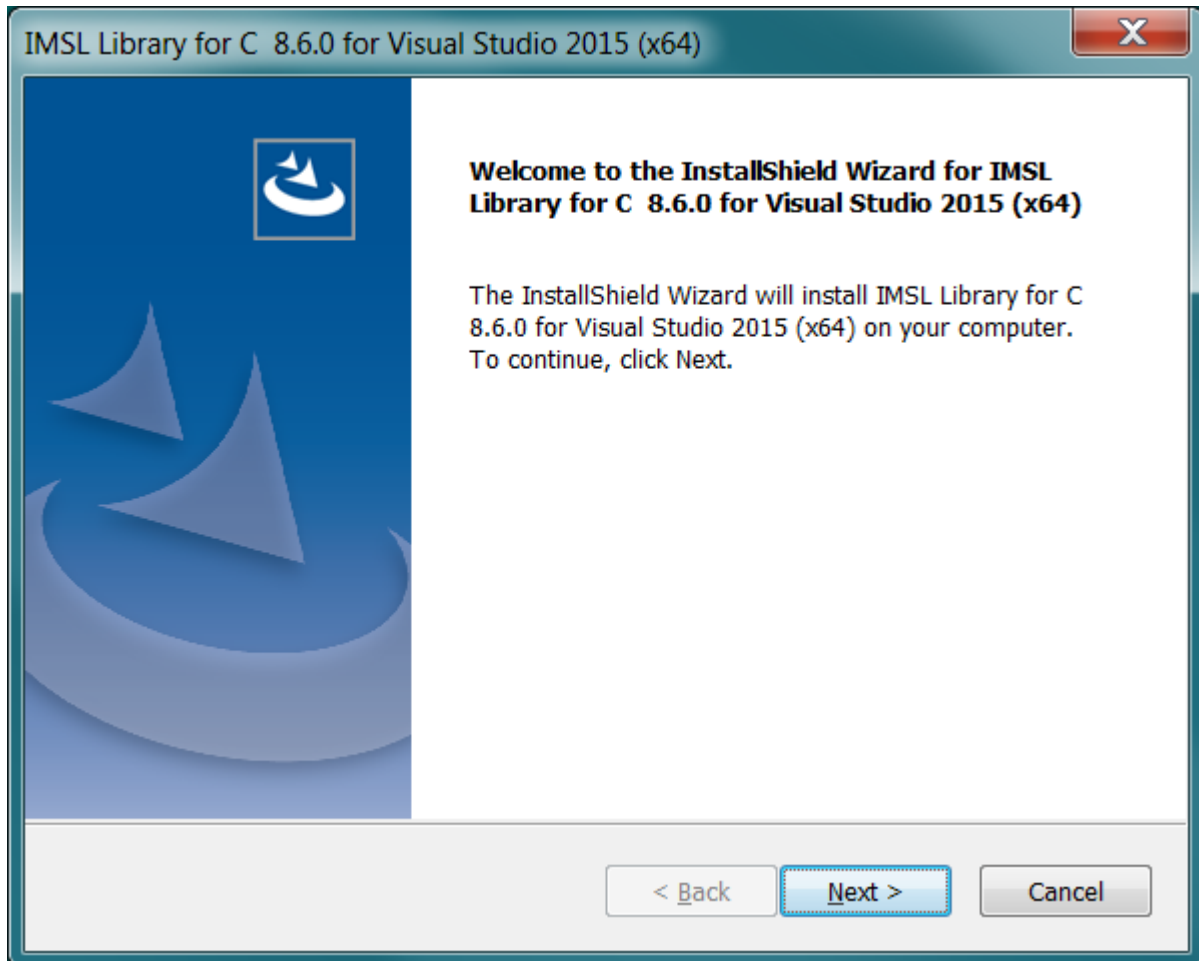 IMSL Library for C  8.6.0 for Visual Studio 2015 (x64)
X
Welcome to the InstallShield Wizard for IMSL
Library for C  8.6.0 for Visual Studio 2015 (x64)
The InstallShield Wizard will install IMSL Library for C
8.6.0 for Visual Studio 2015 (x64) on your computer.
To continue, click Next.
< Back
Next >
Cancel